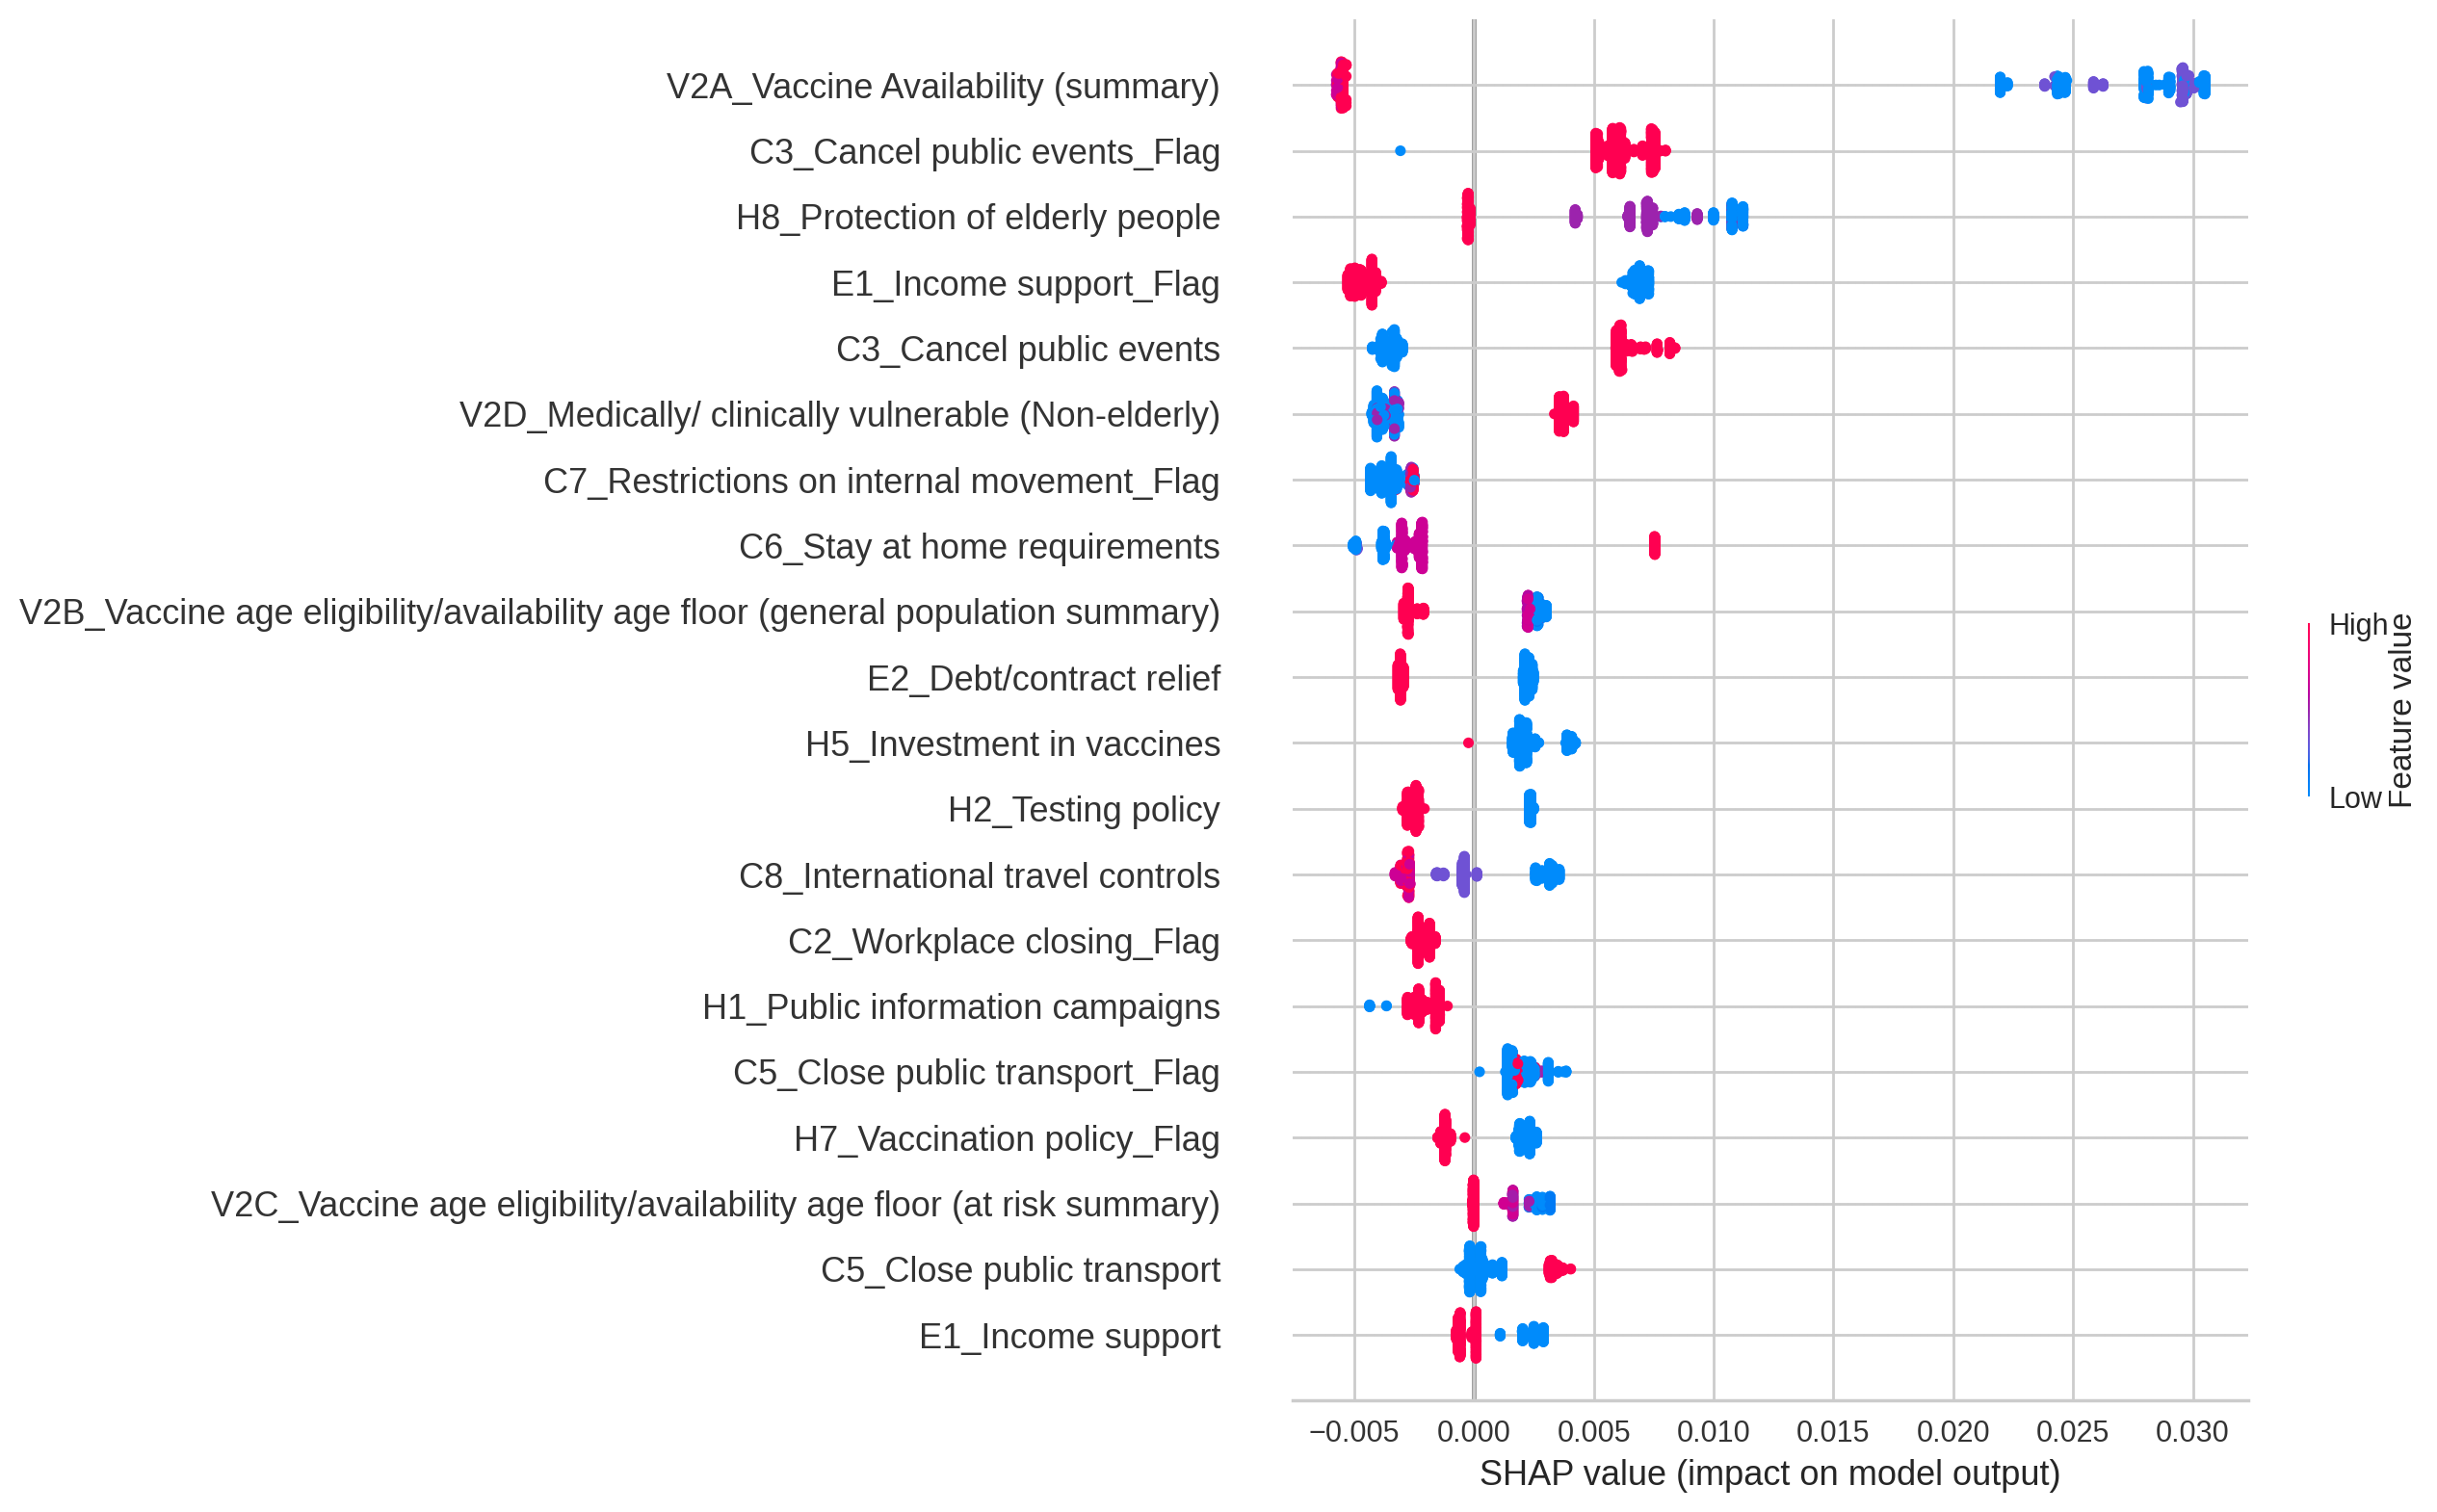 V2A_Vaccine Availability (summary)
C3_Cancel public events_Flag
H8_Protection of elderly people
E1_Income support_Flag
C3_Cancel public events
V2D_Medically/ clinically vulnerable (Non-elderly)
C7_Restrictions on internal movement_Flag
C6_Stay at home requirements
V2B_Vaccine age eligibility/availability age floor (general population summary)
E2_Debt/contract relief
H5_Investment in vaccines
H2_Testing policy
C8_International travel controls
C2_Workplace closing_Flag
H1_Public information campaigns
C5_Close public transport_Flag
H7_Vaccination policy_Flag
V2C_Vaccine age eligibility/availability age floor (at risk summary)
C5_Close public transport
E1_Income support
−0.005 0.000 0.005 0.010 0.015 0.020 0.025 0.030
SHAP value (impact on model output)
High
Low
Feature value